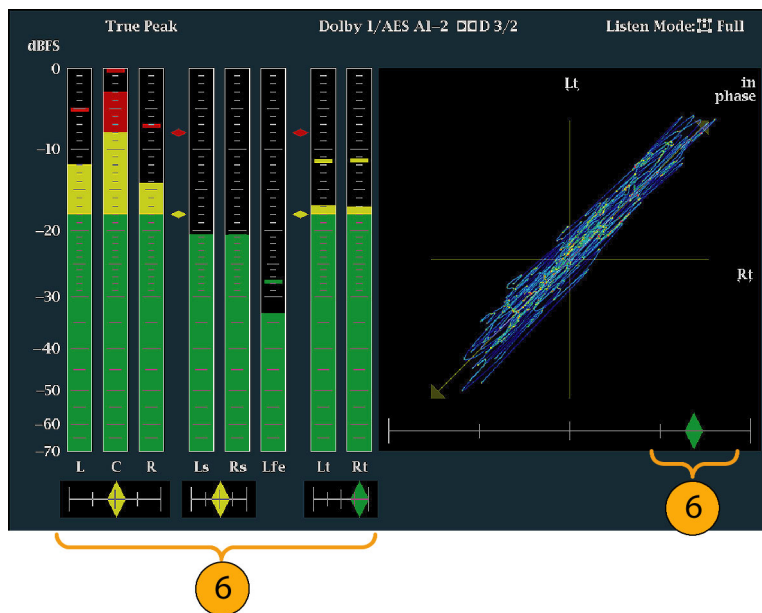 True Peak
Dolby 1/AES A1-2 D 3/2
Listen Mode: Full
dBFS
0
-10
-20
-30
-40
-50
-60
-70
L C R Ls Rs Lfe Lt Rt
Lt
in
phase
Rt
6
6